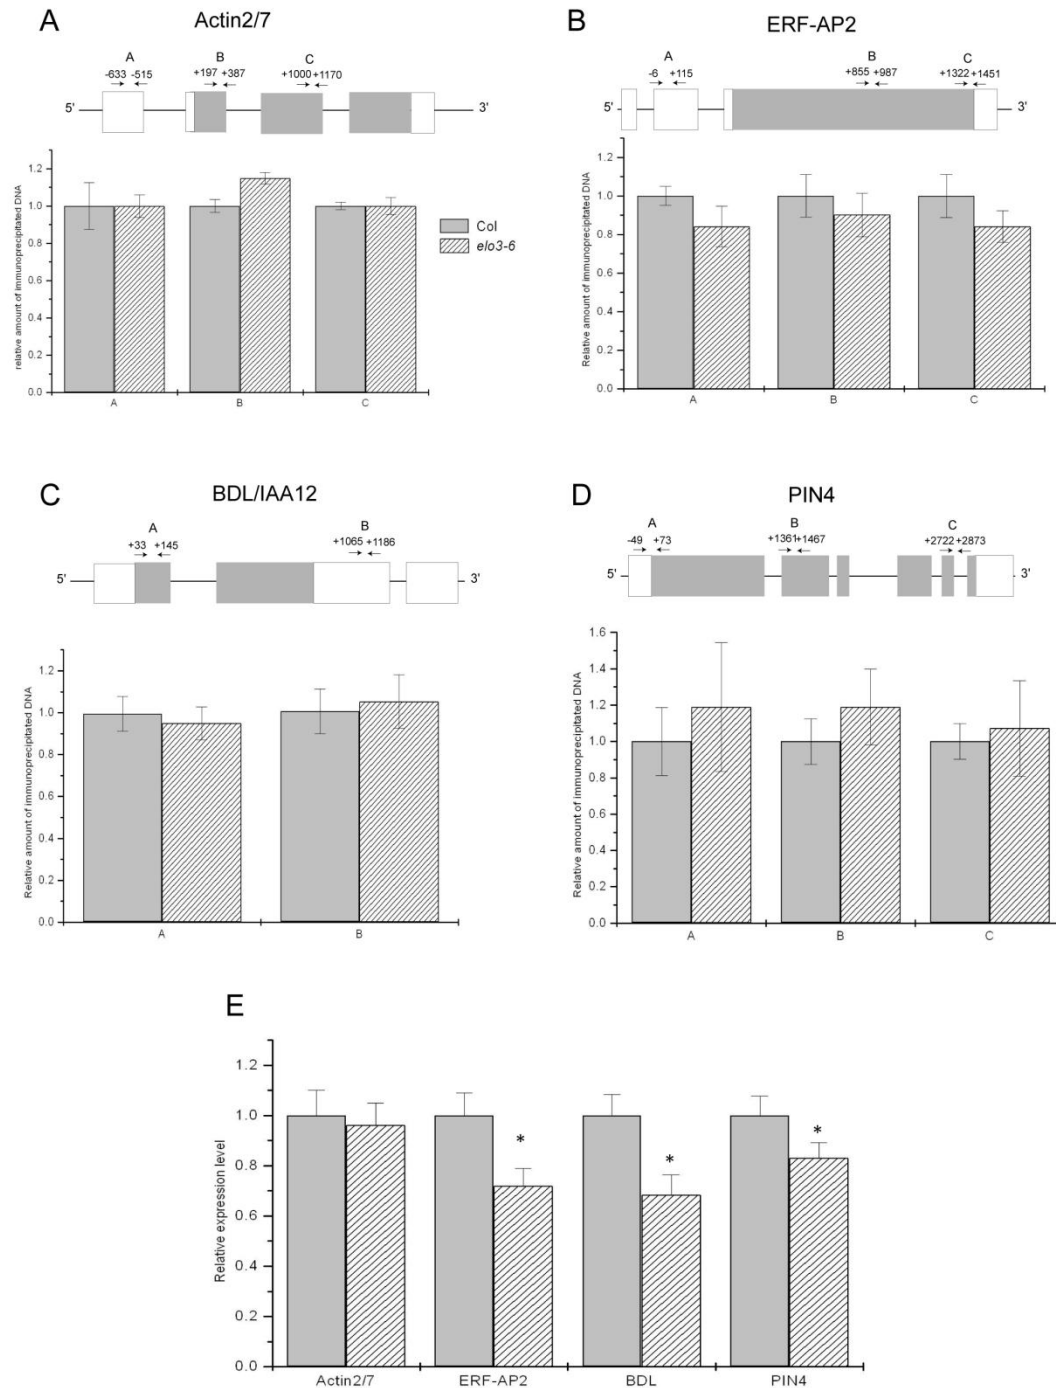 A
Actin2/7
A
B
C
-633 -515
+197 +387
+1000 +1170
5'
3'
relative amount of immunoprecipitated DNA
1.2
1.0
0.8
0.6
0.4
0.2
0.0
A
B
C
Col
elo3-6
B
ERF-AP2
A
B
C
-6 +115
+855 +987
+1322 +1451
5'
3'
Relative amount of immunoprecipitated DNA
1.2
1.0
0.8
0.6
0.4
0.2
0.0
A
B
C
C
BDL/IAA12
A
B
+33 +145
+1065 +1186
5'
3'
Relative amount of immunoprecipitated DNA
1.2
1.0
0.8
0.6
0.4
0.2
0.0
A
B
D
PIN4
A
B
C
-49 +73
+1361 +1467
+2722 +2873
5'
3'
Relative amount of immunoprecipitated DNA
1.6
1.4
1.2
1.0
0.8
0.6
0.4
0.2
0.0
A
B
C
E
Relative expression level
1.2
1.0
0.8
0.6
0.4
0.2
0.0
*
*
*
Actin2/7
ERF-AP2
BDL
PIN4